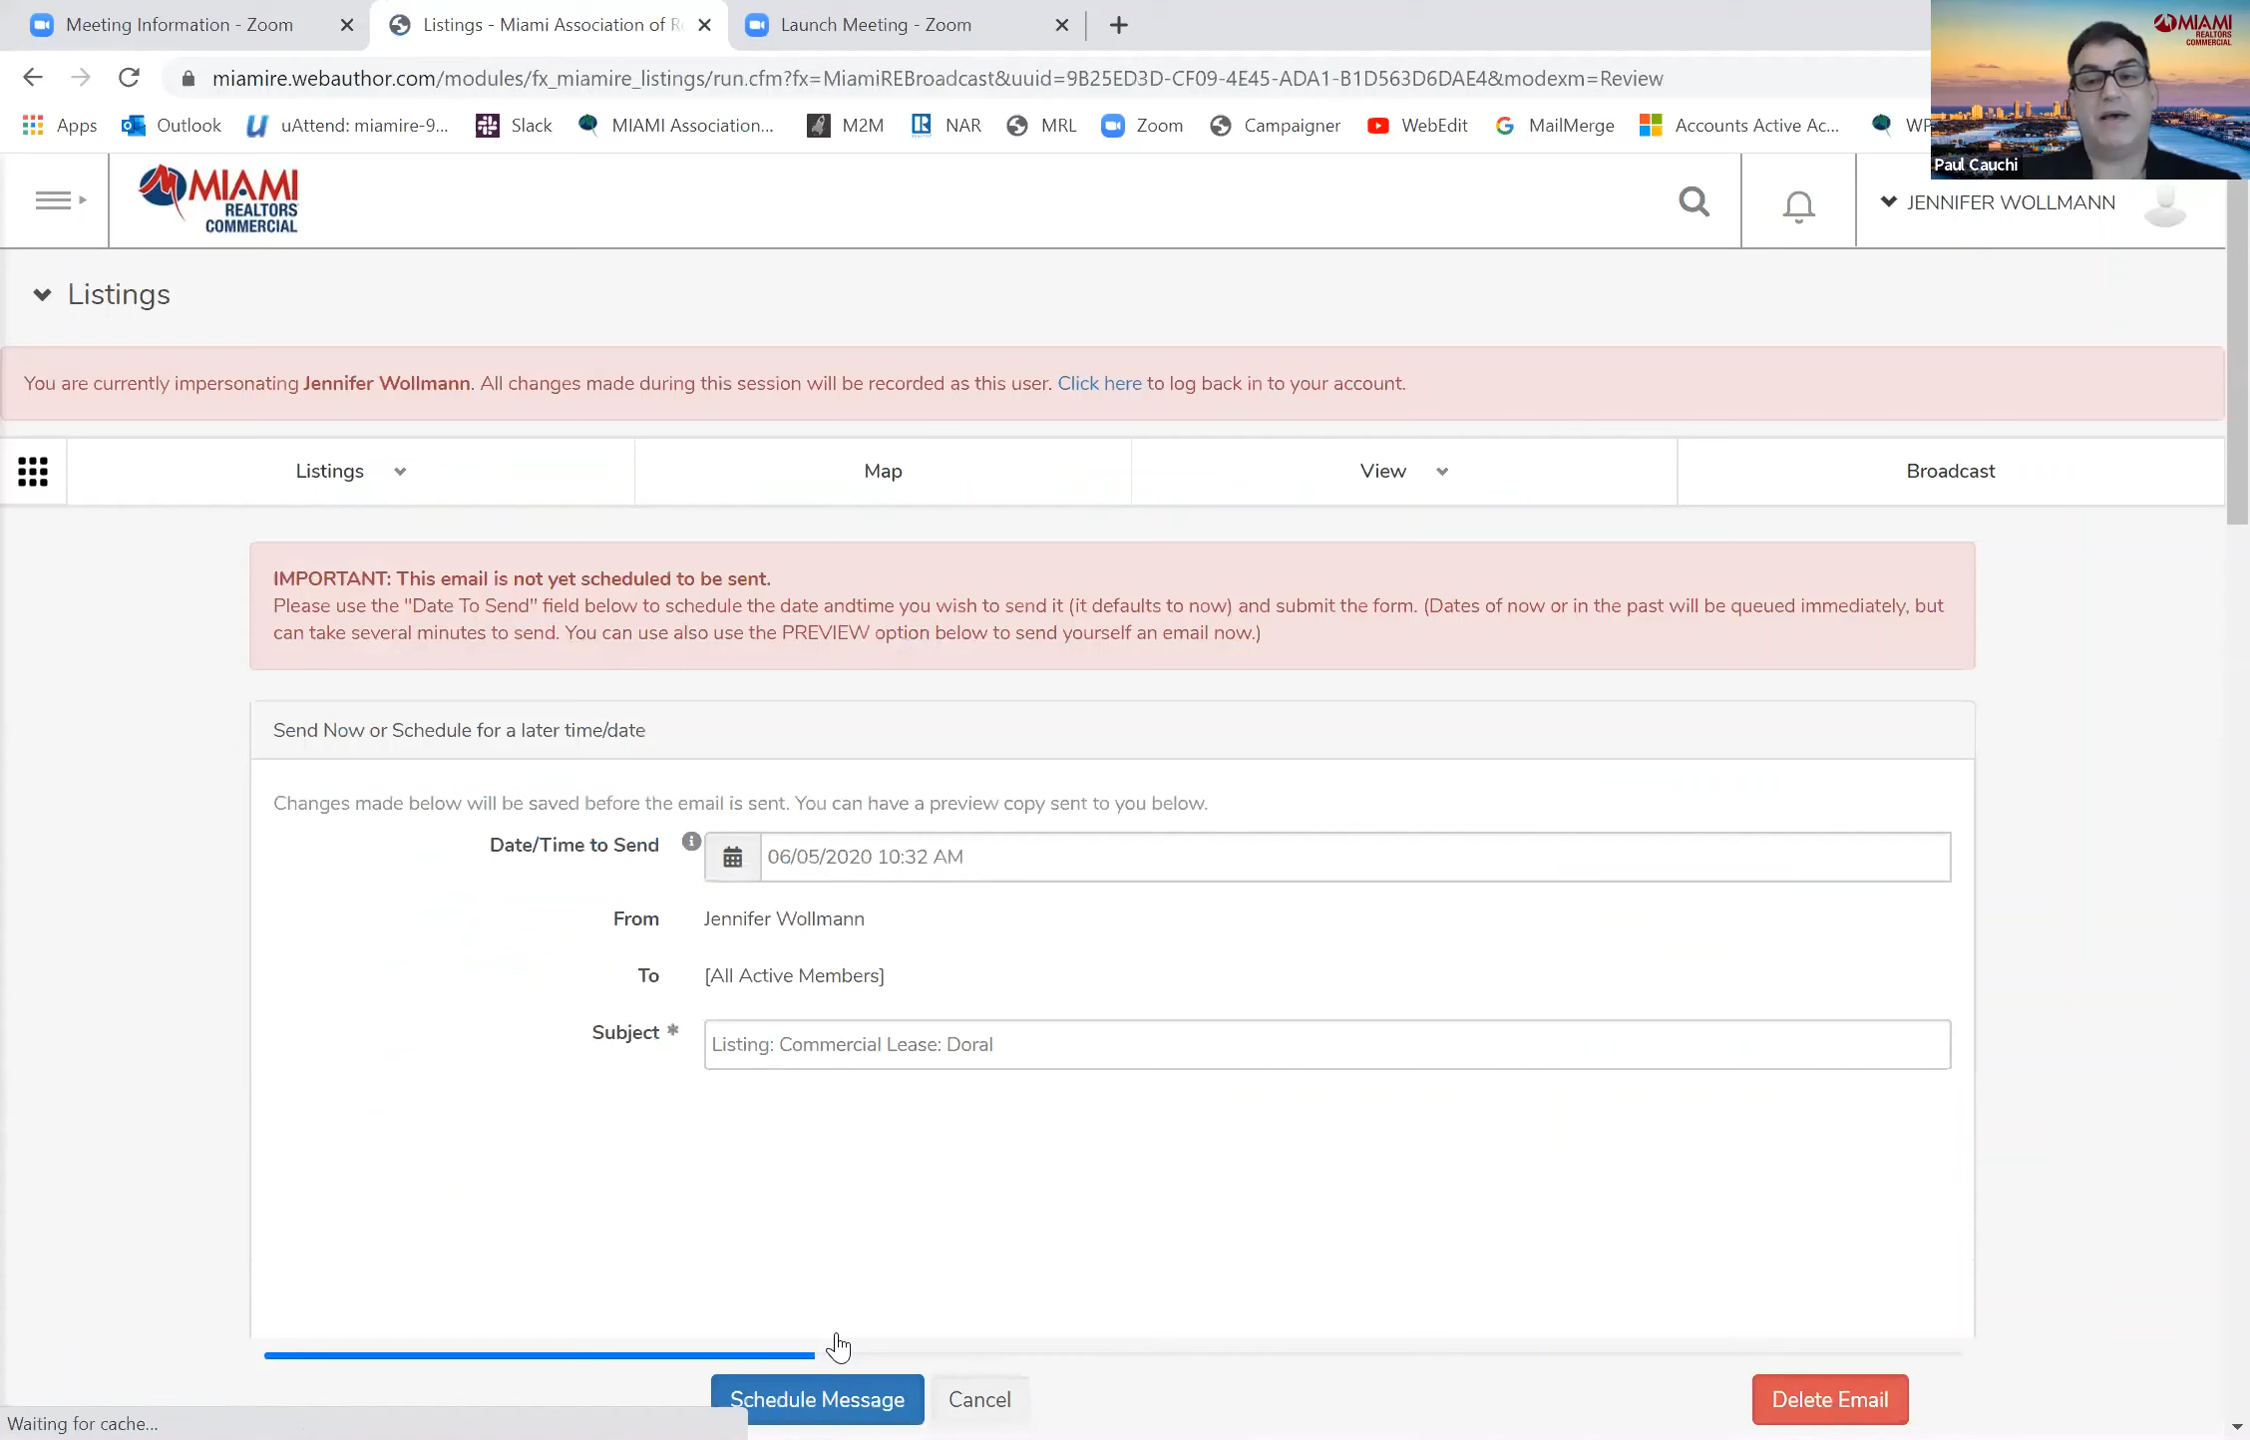 Meeting Information - Zoom
Listings - Miami Association of R
Launch Meeting - Zoom
miamire.webauthor.com/modules/fx_miamire_listings/run.cfm?fx=MiamiREBroadcast&uuid=9B25ED3D-CF09-4E45-ADA1-B1D563D6DAE4&modexm=Review
Apps
Outlook
uAttend: miamire-9...
Slack
MIAMI Association...
M2M
NAR
MRL
Zoom
Campaigner
WebEdit
MailMerge
Accounts Active Ac...
WP
MIAMI
REALTORS
COMMERCIAL
Paul Cauchi
MIAMI
REALTORS
COMMERCIAL
JENNIFER WOLLMANN
Listings
You are currently impersonating Jennifer Wollmann. All changes made during this session will be recorded as this user. Click here to log back in to your account.
Listings
Map
View
Broadcast
IMPORTANT: This email is not yet scheduled to be sent.
Please use the "Date To Send" field below to schedule the date andtime you wish to send it (it defaults to now) and submit the form. (Dates of now or in the past will be queued immediately, but
can take several minutes to send. You can use also use the PREVIEW option below to send yourself an email now.)
Send Now or Schedule for a later time/date
Changes made below will be saved before the email is sent. You can have a preview copy sent to you below.
Date/Time to Send
06/05/2020 10:32 AM
From
Jennifer Wollmann
To
[All Active Members]
Subject *
Listing: Commercial Lease: Doral
Schedule Message
Cancel
Delete Email
Waiting for cache...